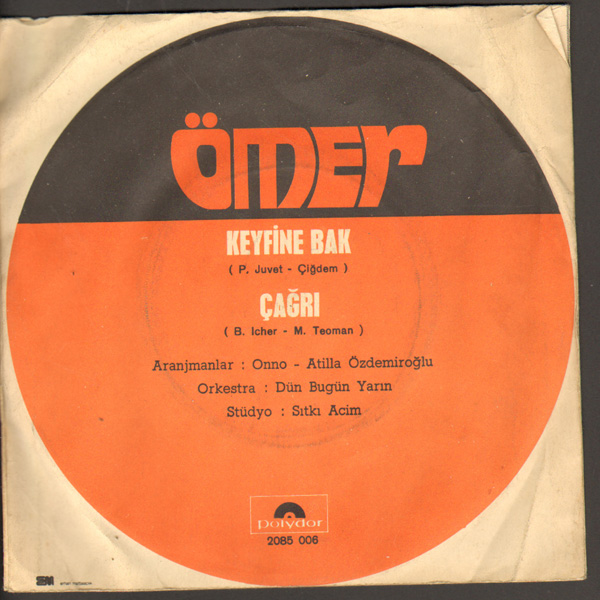 ömer
KEYFİNE BAK
( P. Juvet - Çiğdem )
ÇAĞRI
( B. Icher - M. Teoman )
Aranjmanlar : Onno - Atilla Özdemiroğlu
Orkestra : Dün Bugün Yarın
Stüdyo : Sıtkı Acim
polydor
2085 006